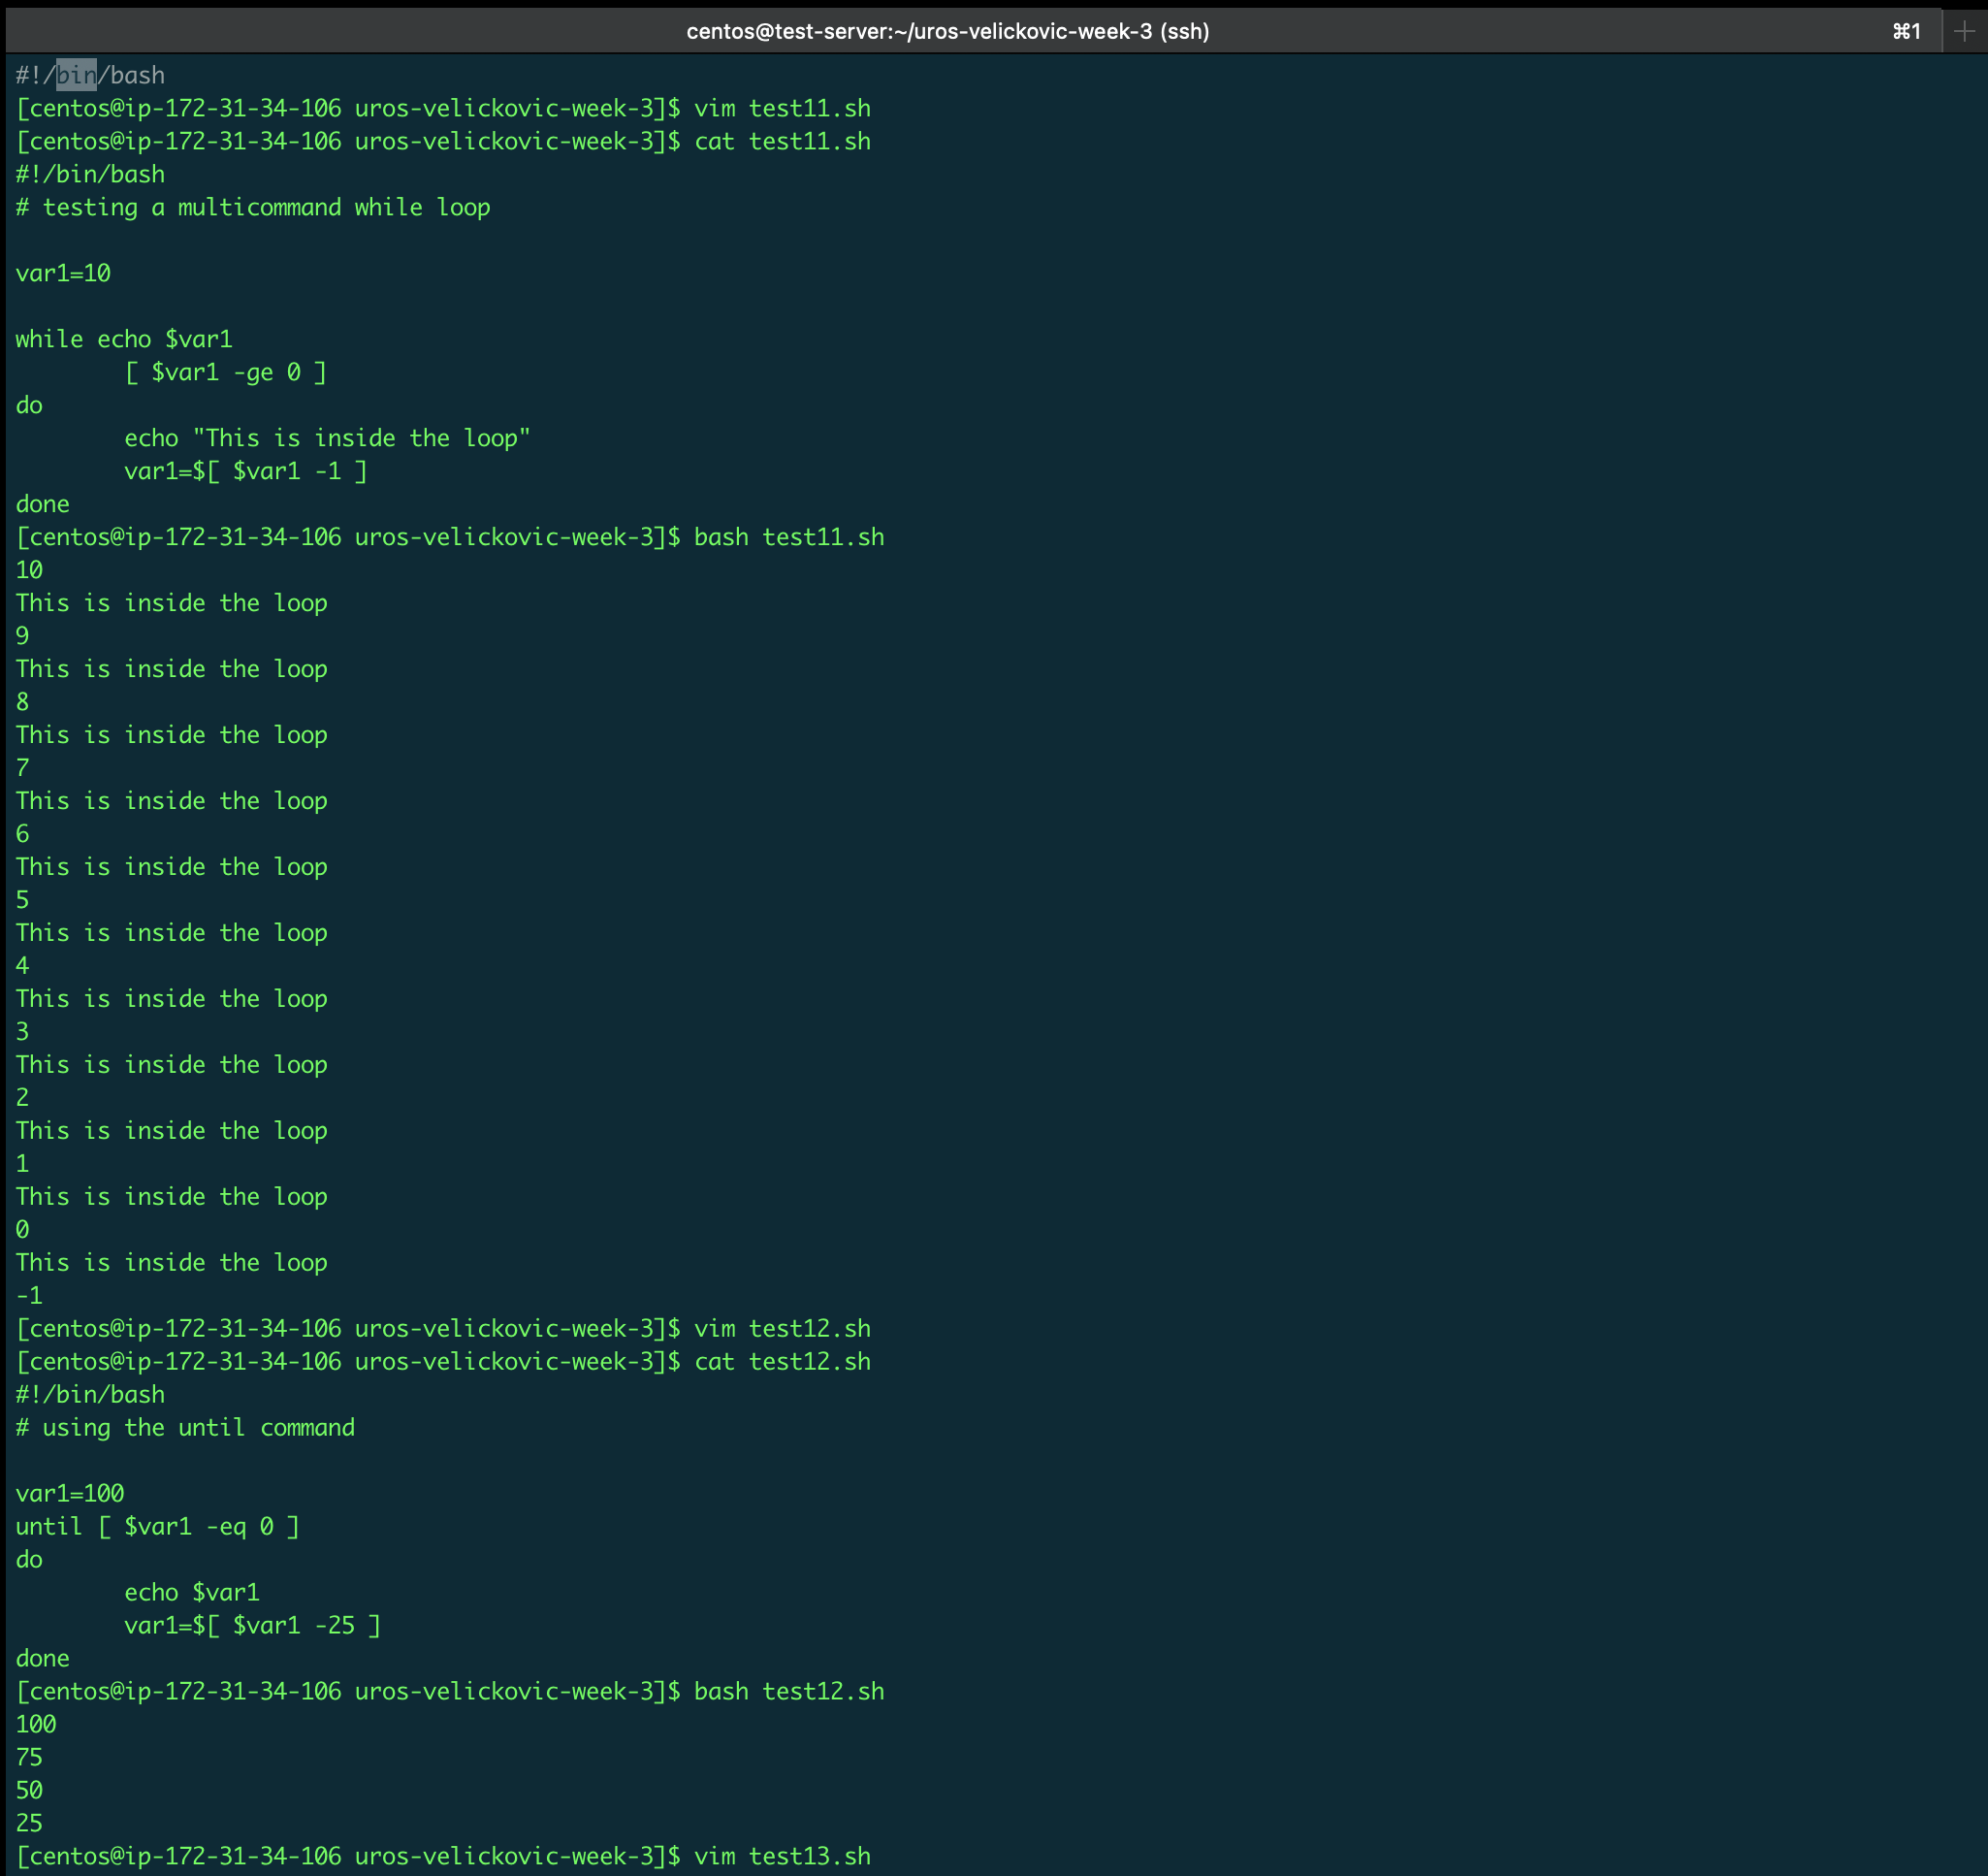 centos@test-server:~/uros-velickovic-week-3 (ssh) ⌘1 +
#!/bin/bash
[centos@ip-172-31-34-106 uros-velickovic-week-3]$ vim test11.sh
[centos@ip-172-31-34-106 uros-velickovic-week-3]$ cat test11.sh
#!/bin/bash
# testing a multicommand while loop

var1=10

while echo $var1
        [ $var1 -ge 0 ]
do
        echo "This is inside the loop"
        var1=$[ $var1 -1 ]
done
[centos@ip-172-31-34-106 uros-velickovic-week-3]$ bash test11.sh
10
This is inside the loop
9
This is inside the loop
8
This is inside the loop
7
This is inside the loop
6
This is inside the loop
5
This is inside the loop
4
This is inside the loop
3
This is inside the loop
2
This is inside the loop
1
This is inside the loop
0
This is inside the loop
-1
[centos@ip-172-31-34-106 uros-velickovic-week-3]$ vim test12.sh
[centos@ip-172-31-34-106 uros-velickovic-week-3]$ cat test12.sh
#!/bin/bash
# using the until command

var1=100
until [ $var1 -eq 0 ]
do
        echo $var1
        var1=$[ $var1 -25 ]
done
[centos@ip-172-31-34-106 uros-velickovic-week-3]$ bash test12.sh
100
75
50
25
[centos@ip-172-31-34-106 uros-velickovic-week-3]$ vim test13.sh